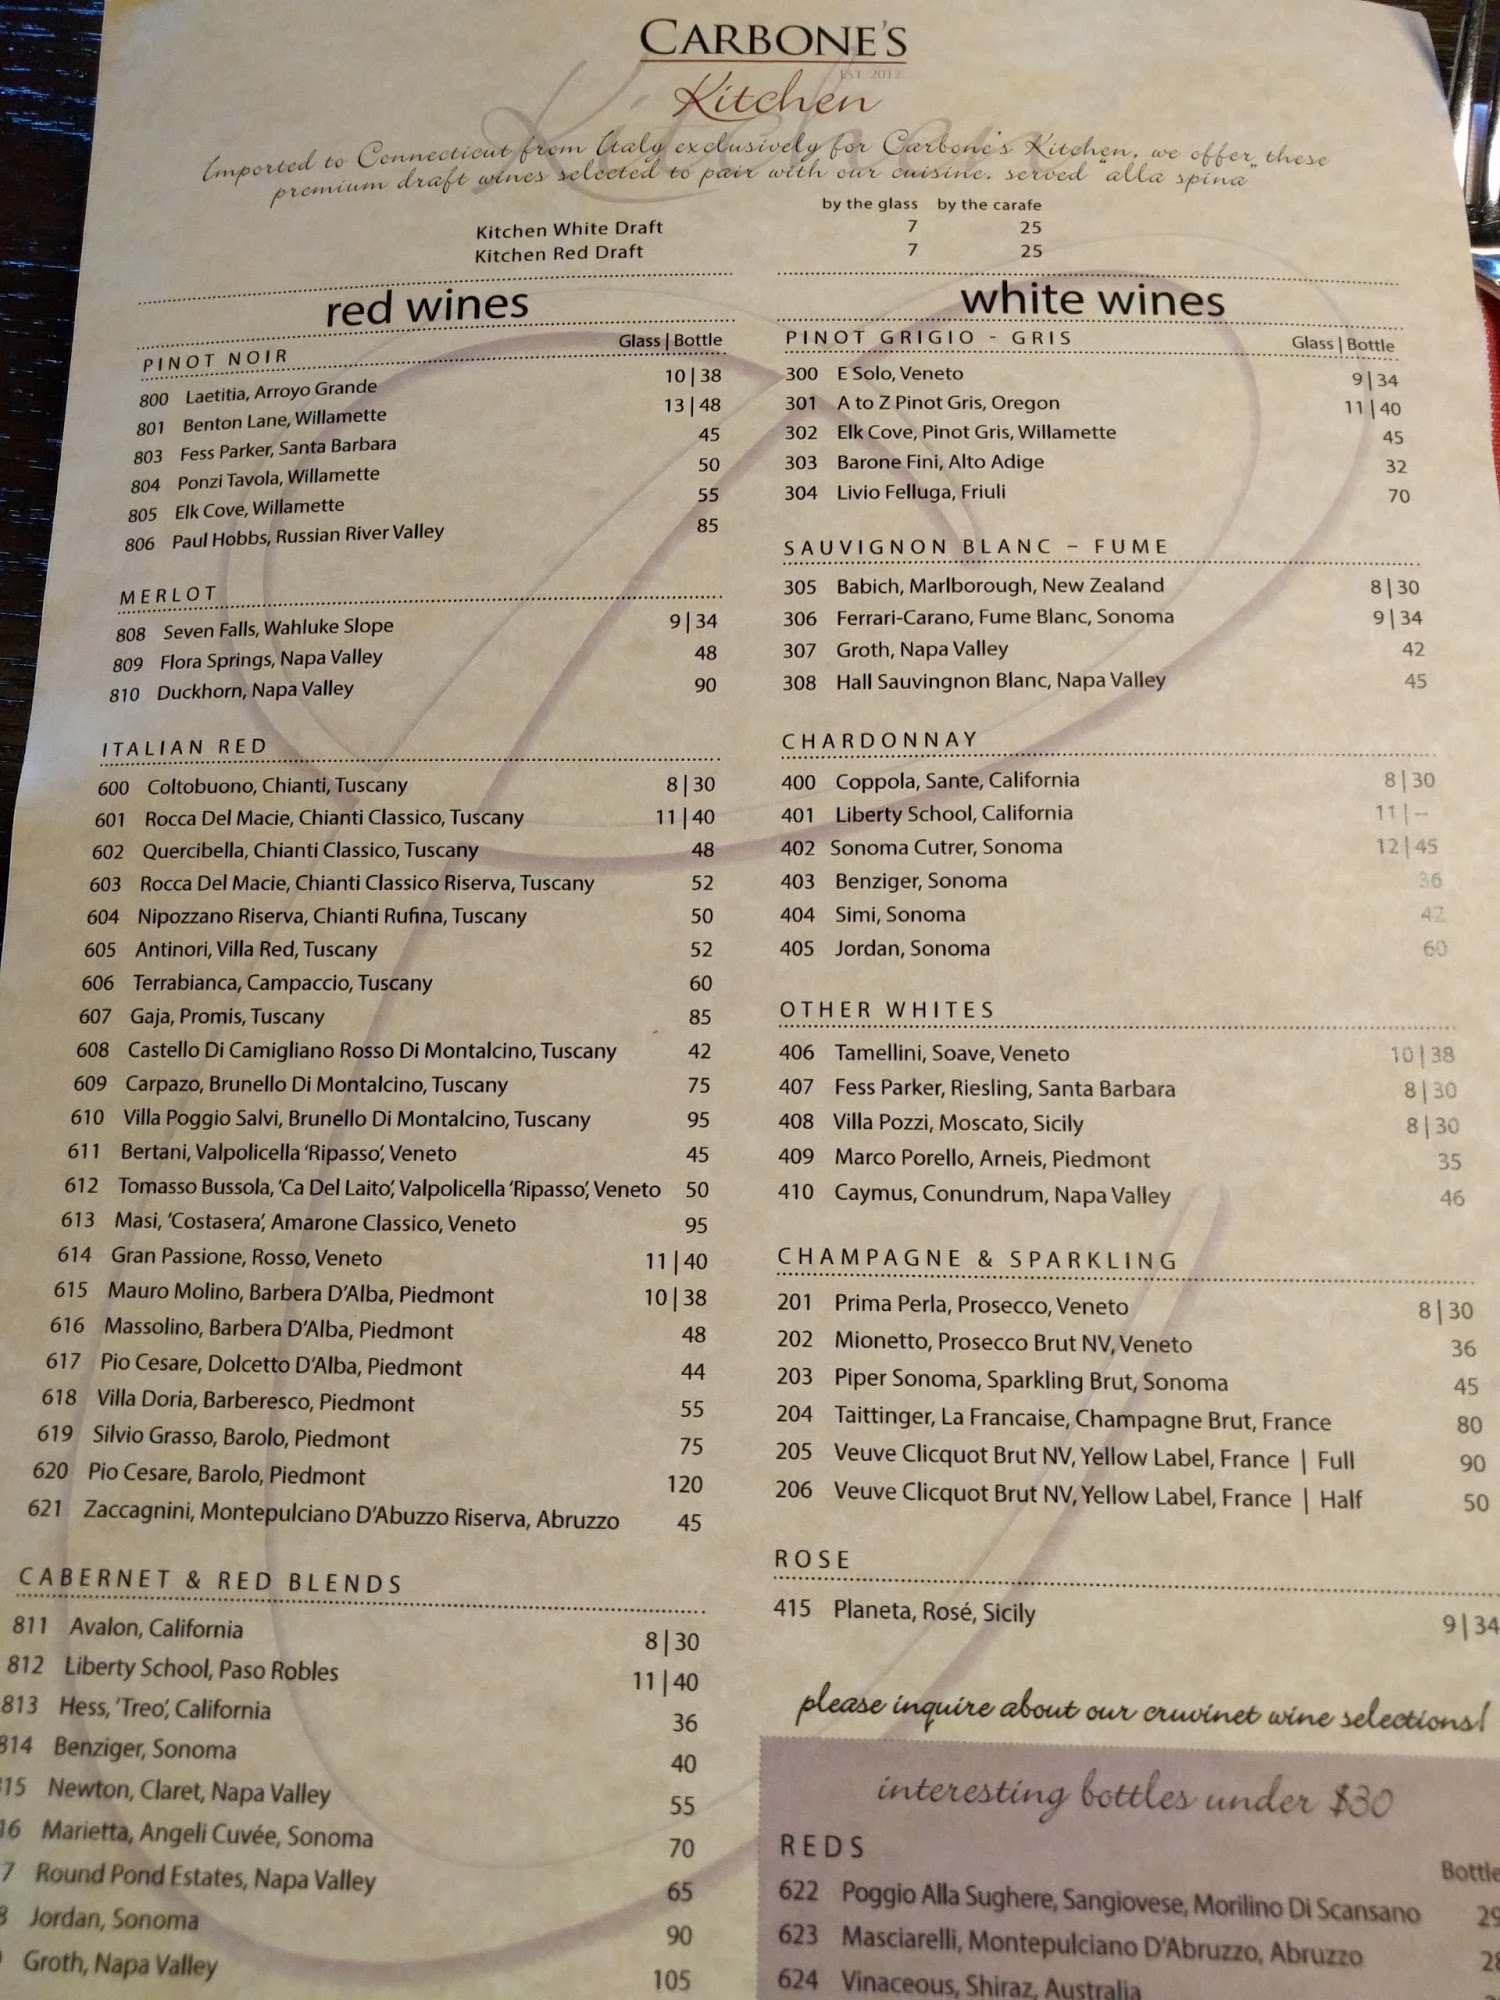 CARBONE'S
EST. 2012
Kitchen
Imported to Connecticut from Italy exclusively for Carbone's Kitchen, we offer these
premium draft wines selected to pair with our cuisine. served "alla spina"
by the glass by the carafe
Kitchen White Draft 7 25
Kitchen Red Draft 7 25
red wines
Glass | Bottle
PINOT NOIR
800 Laetitia, Arroyo Grande 10 | 38
801 Benton Lane, Willamette 13 | 48
803 Fess Parker, Santa Barbara 45
804 Ponzi Tavola, Willamette 50
805 Elk Cove, Willamette 55
806 Paul Hobbs, Russian River Valley 85
MERLOT
808 Seven Falls, Wahluke Slope 9 | 34
809 Flora Springs, Napa Valley 48
810 Duckhorn, Napa Valley 90
ITALIAN RED
600 Coltobuono, Chianti, Tuscany 8 | 30
601 Rocca Del Macie, Chianti Classico, Tuscany 11 | 40
602 Quercibella, Chianti Classico, Tuscany 48
603 Rocca Del Macie, Chianti Classico Riserva, Tuscany 52
604 Nipozzano Riserva, Chianti Rufina, Tuscany 50
605 Antinori, Villa Red, Tuscany 52
606 Terrabianca, Campaccio, Tuscany 60
607 Gaja, Promis, Tuscany 85
608 Castello Di Camigliano Rosso Di Montalcino, Tuscany 42
609 Carpazo, Brunello Di Montalcino, Tuscany 75
610 Villa Poggio Salvi, Brunello Di Montalcino, Tuscany 95
611 Bertani, Valpolicella 'Ripasso', Veneto 45
612 Tomasso Bussola, 'Ca Del Laito', Valpolicella 'Ripasso', Veneto 50
613 Masi, 'Costasera', Amarone Classico, Veneto 95
614 Gran Passione, Rosso, Veneto 11 | 40
615 Mauro Molino, Barbera D'Alba, Piedmont 10 | 38
616 Massolino, Barbera D'Alba, Piedmont 48
617 Pio Cesare, Dolcetto D'Alba, Piedmont 44
618 Villa Doria, Barberesco, Piedmont 55
619 Silvio Grasso, Barolo, Piedmont 75
620 Pio Cesare, Barolo, Piedmont 120
621 Zaccagnini, Montepulciano D'Abuzzo Riserva, Abruzzo 45
CABERNET & RED BLENDS
811 Avalon, California 8 | 30
812 Liberty School, Paso Robles 11 | 40
813 Hess, 'Treo', California 36
814 Benziger, Sonoma 40
15 Newton, Claret, Napa Valley 55
16 Marietta, Angeli Cuvée, Sonoma 70
7 Round Pond Estates, Napa Valley 65
8 Jordan, Sonoma 90
Groth, Napa Valley 105
white wines
PINOT GRIGIO - GRIS Glass | Bottle
300 E Solo, Veneto 9 | 34
301 A to Z Pinot Gris, Oregon 11 | 40
302 Elk Cove, Pinot Gris, Willamette 45
303 Barone Fini, Alto Adige 32
304 Livio Felluga, Friuli 70
SAUVIGNON BLANC – FUME
305 Babich, Marlborough, New Zealand 8 | 30
306 Ferrari-Carano, Fume Blanc, Sonoma 9 | 34
307 Groth, Napa Valley 42
308 Hall Sauvingnon Blanc, Napa Valley 45
CHARDONNAY
400 Coppola, Sante, California 8 | 30
401 Liberty School, California 11 | --
402 Sonoma Cutrer, Sonoma 12 | 45
403 Benziger, Sonoma 36
404 Simi, Sonoma 42
405 Jordan, Sonoma 60
OTHER WHITES
406 Tamellini, Soave, Veneto 10 | 38
407 Fess Parker, Riesling, Santa Barbara 8 | 30
408 Villa Pozzi, Moscato, Sicily 8 | 30
409 Marco Porello, Arneis, Piedmont 35
410 Caymus, Conundrum, Napa Valley 46
CHAMPAGNE & SPARKLING
201 Prima Perla, Prosecco, Veneto 8 | 30
202 Mionetto, Prosecco Brut NV, Veneto 36
203 Piper Sonoma, Sparkling Brut, Sonoma 45
204 Taittinger, La Francaise, Champagne Brut, France 80
205 Veuve Clicquot Brut NV, Yellow Label, France | Full 90
206 Veuve Clicquot Brut NV, Yellow Label, France | Half 50
ROSE
415 Planeta, Rosé, Sicily 9 | 34
please inquire about our cruvinet wine selections!
interesting bottles under $30
REDS
Bottle
622 Poggio Alla Sughere, Sangiovese, Morilino Di Scansano 29
623 Masciarelli, Montepulciano D'Abruzzo, Abruzzo 28
624 Vinaceous, Shiraz, Australia